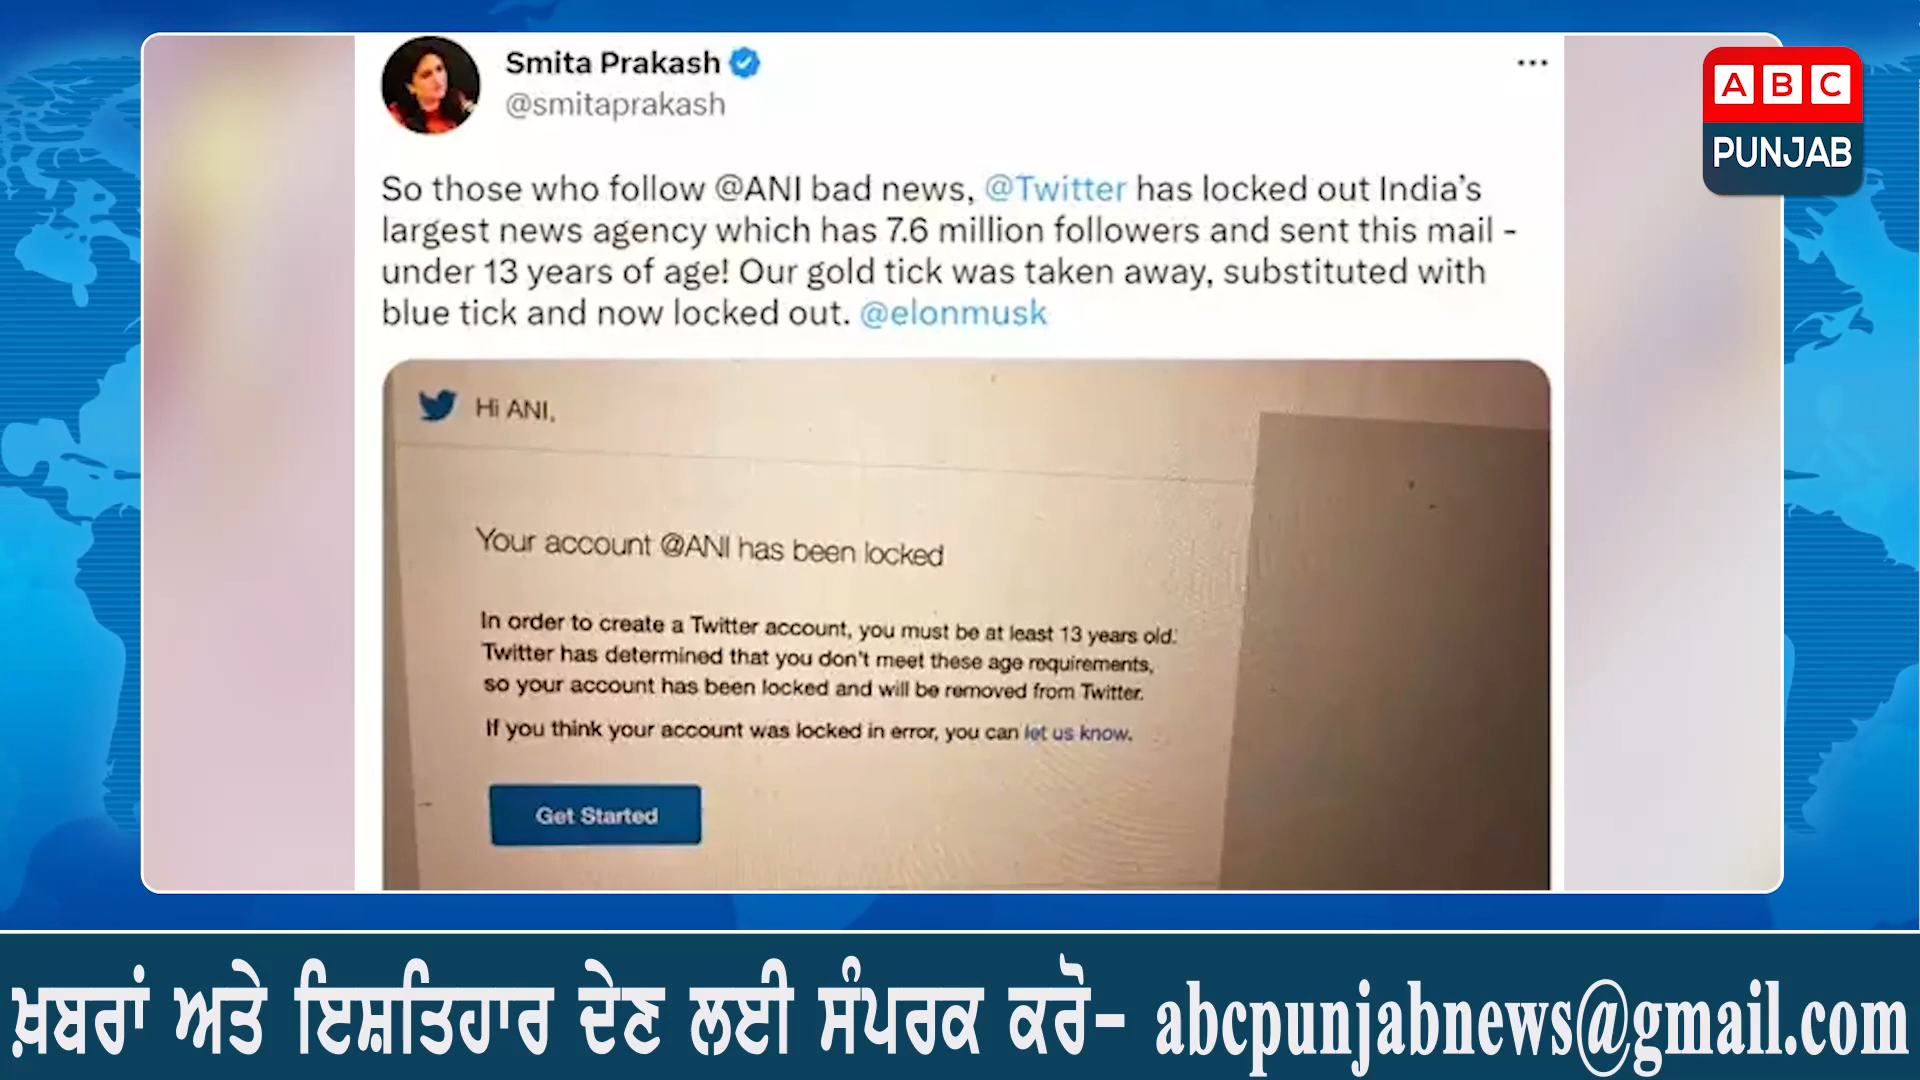 Smita Prakash
@smitaprakash
ABC
PUNJAB
So those who follow @ANI bad news, @Twitter has locked out India’s
largest news agency which has 7.6 million followers and sent this mail -
under 13 years of age! Our gold tick was taken away, substituted with
blue tick and now locked out. @elonmusk
Hi ANI,
Your account @ANI has been locked
In order to create a Twitter account, you must be at least 13 years old.
Twitter has determined that you don't meet these age requirements,
so your account has been locked and will be removed from Twitter.
If you think your account was locked in error, you can let us know.
Get Started
ਖ਼ਬਰਾਂ ਅਤੇ ਇਸ਼ਤਿਹਾਰ ਦੇਣ ਲਈ ਸੰਪਰਕ ਕਰੋ- abcpunjabnews@gmail.com